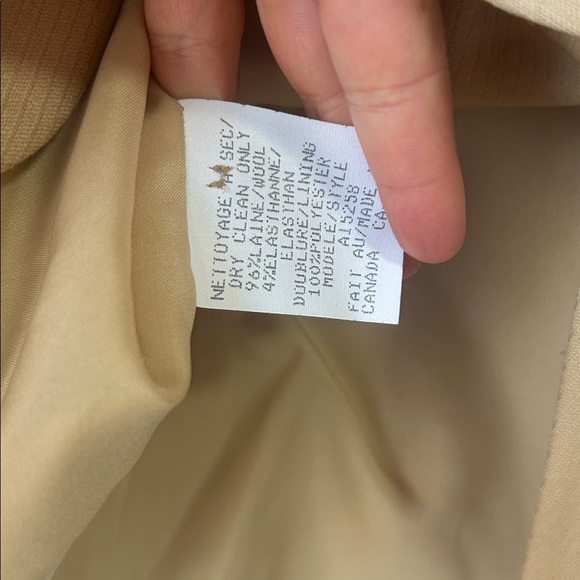 NETTOYAGE A SEC/
DRY CLEAN ONLY
96%LAINE/WOOL
4%ELASTHANNE/
ELASTHAN
DOUBLURE/LINING
100%POLYESTER
MODELE/STYLE
A15258
FAIT AU/MADE
CANADA CA